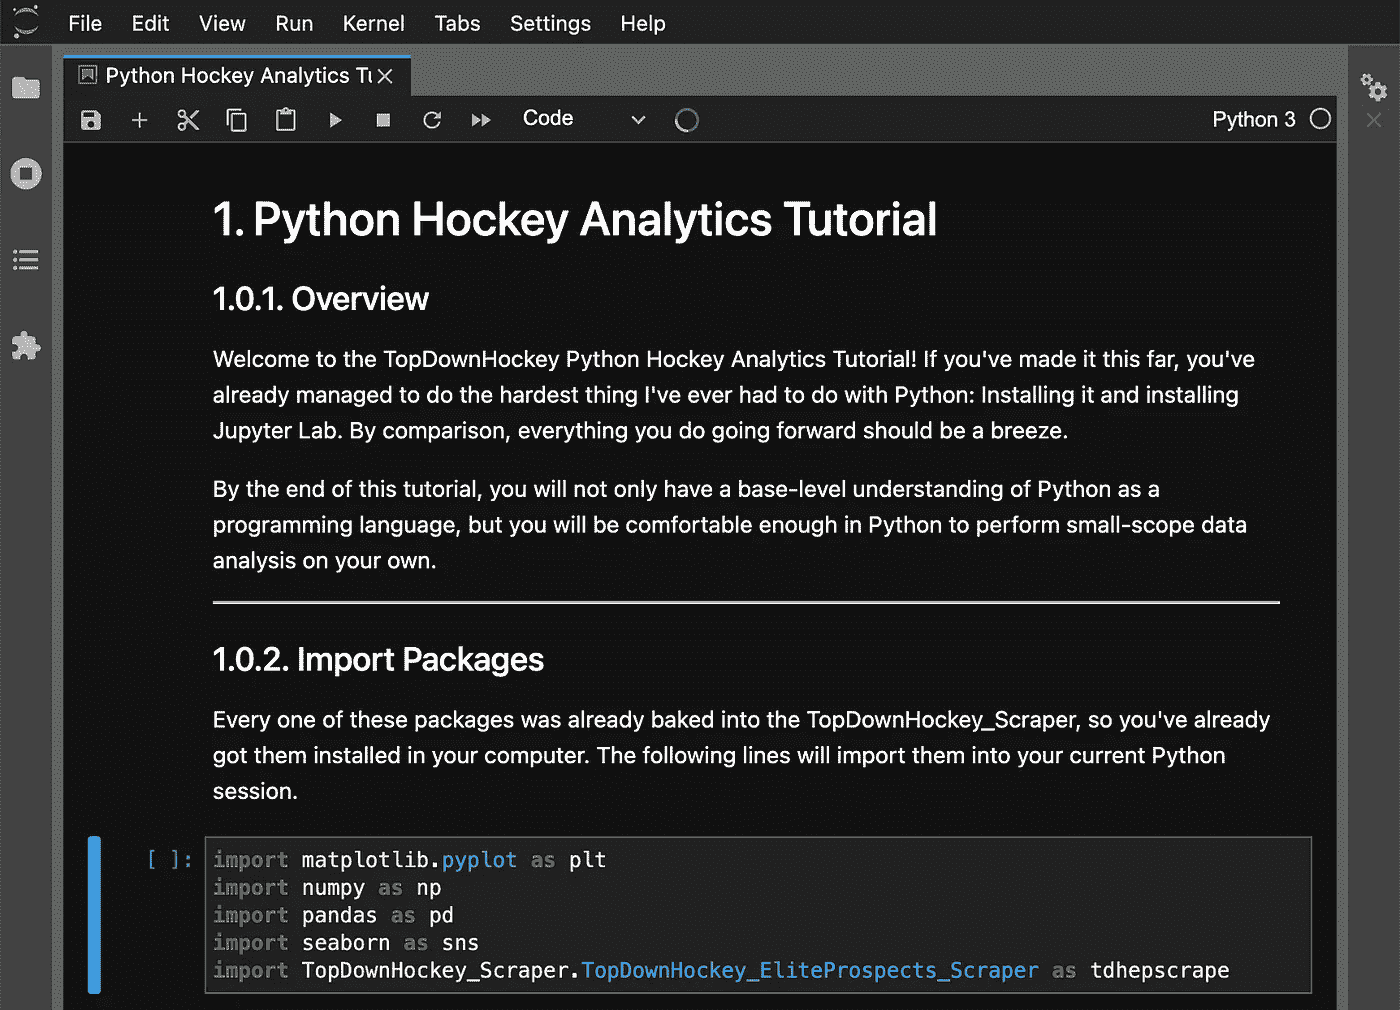 File Edit View Run Kernel Tabs Settings Help
Python Hockey Analytics Tu
Code
Python 3
1. Python Hockey Analytics Tutorial
1.0.1. Overview
Welcome to the TopDownHockey Python Hockey Analytics Tutorial! If you've made it this far, you've
already managed to do the hardest thing I've ever had to do with Python: Installing it and installing
Jupyter Lab. By comparison, everything you do going forward should be a breeze.
By the end of this tutorial, you will not only have a base-level understanding of Python as a
programming language, but you will be comfortable enough in Python to perform small-scope data
analysis on your own.
1.0.2. Import Packages
Every one of these packages was already baked into the TopDownHockey_Scraper, so you've already
got them installed in your computer. The following lines will import them into your current Python
session.
[ ]: import matplotlib.pyplot as plt
import numpy as np
import pandas as pd
import seaborn as sns
import TopDownHockey_Scraper.TopDownHockey_EliteProspects_Scraper as tdhepscrape